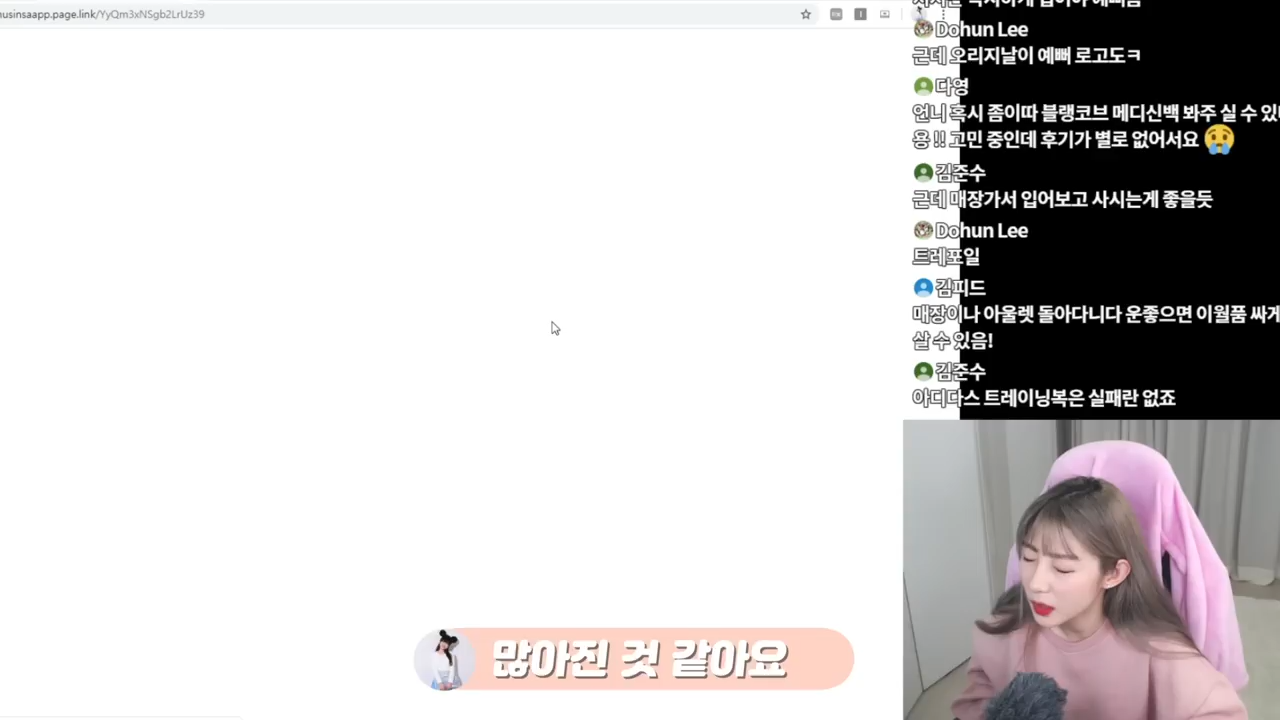 usinsaapp.page.link/YyQm3xNSgb2LrUz39
Dohun Lee
근데 오리지날이 예뻐 로고도ㅋ
다영
언니 혹시 좀이따 블랭코브 메디신백 봐주 실 수 있
용 !! 고민 중인데 후기가 별로 없어서요 😢
김준수
근데 매장가서 입어보고 사시는게 좋을듯
Dohun Lee
트레포일
김피드
매장이나 아울렛 돌아다니다 운좋으면 이월품 싸게
살 수 있음!
김준수
아디다스 트레이닝복은 실패란 없죠
많아진 것 같아요